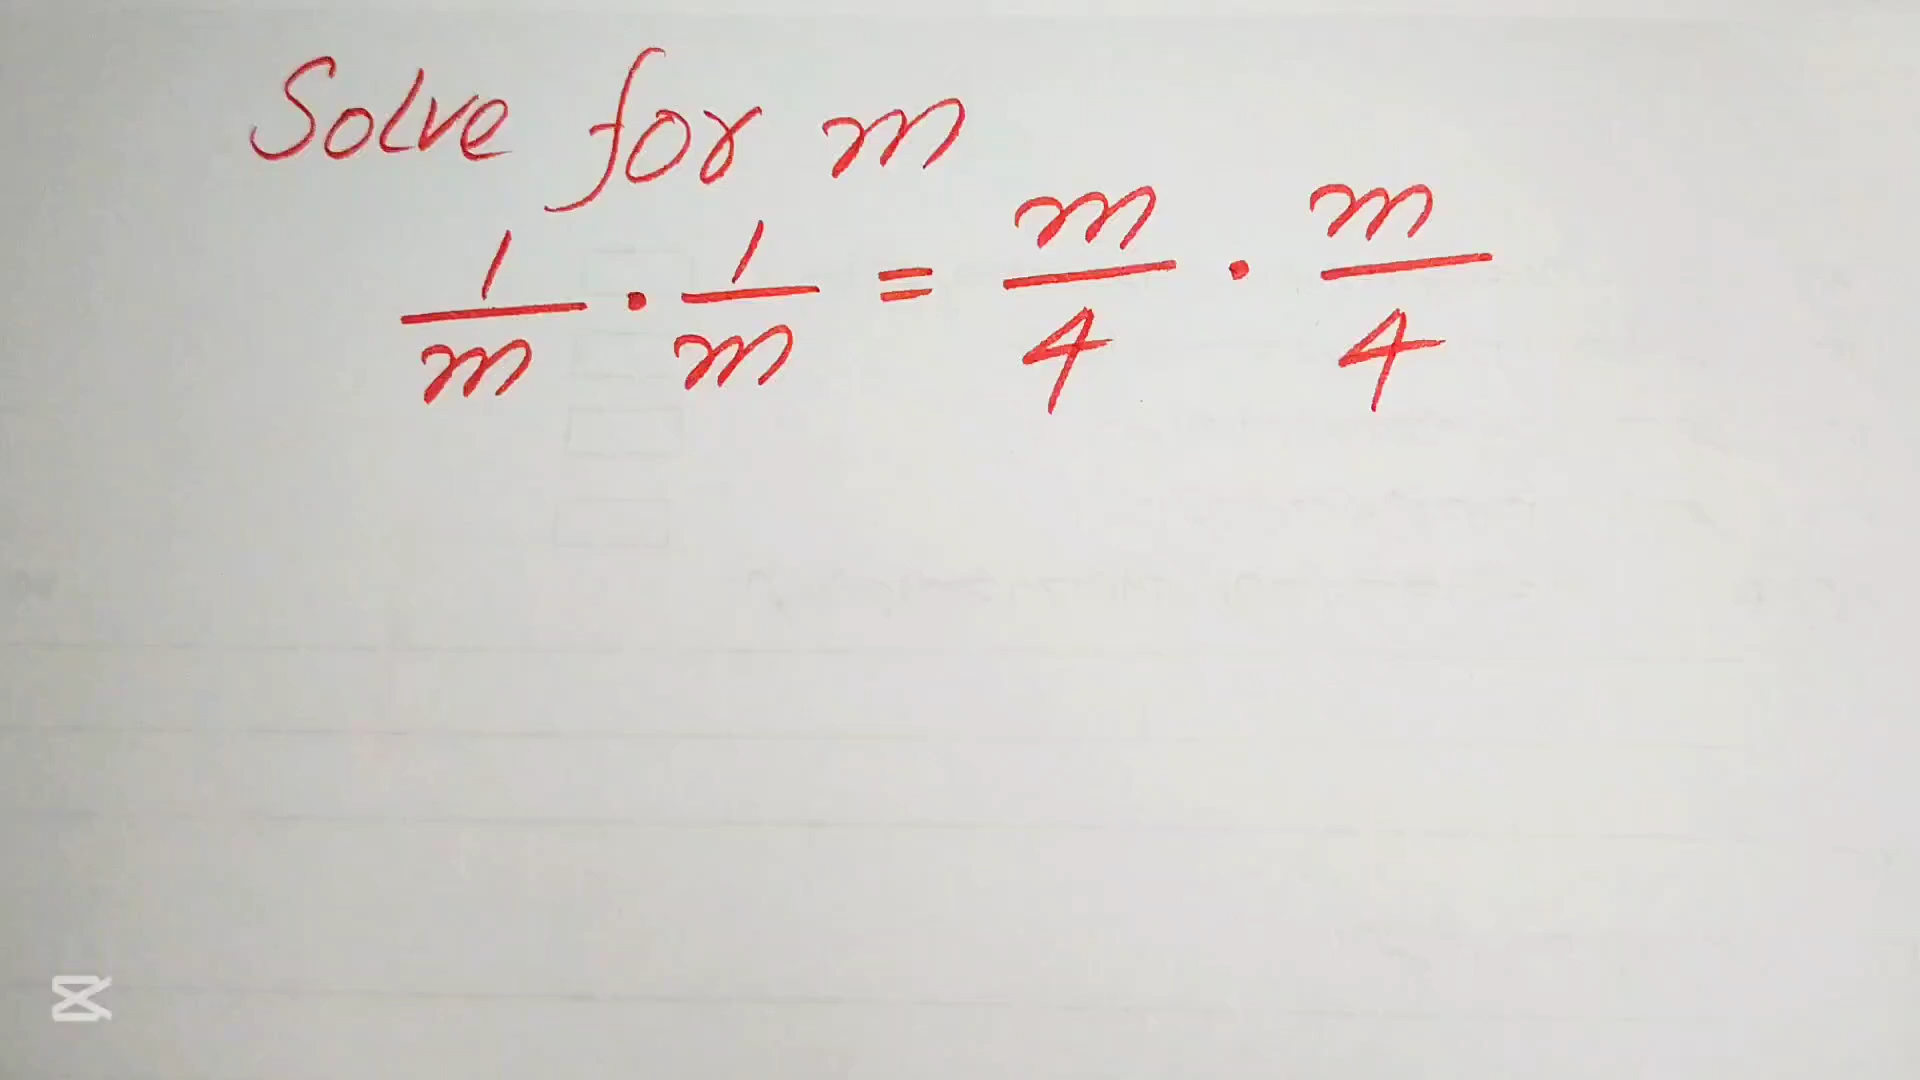 Solve for m
1/m · 1/m = m/4 · m/4